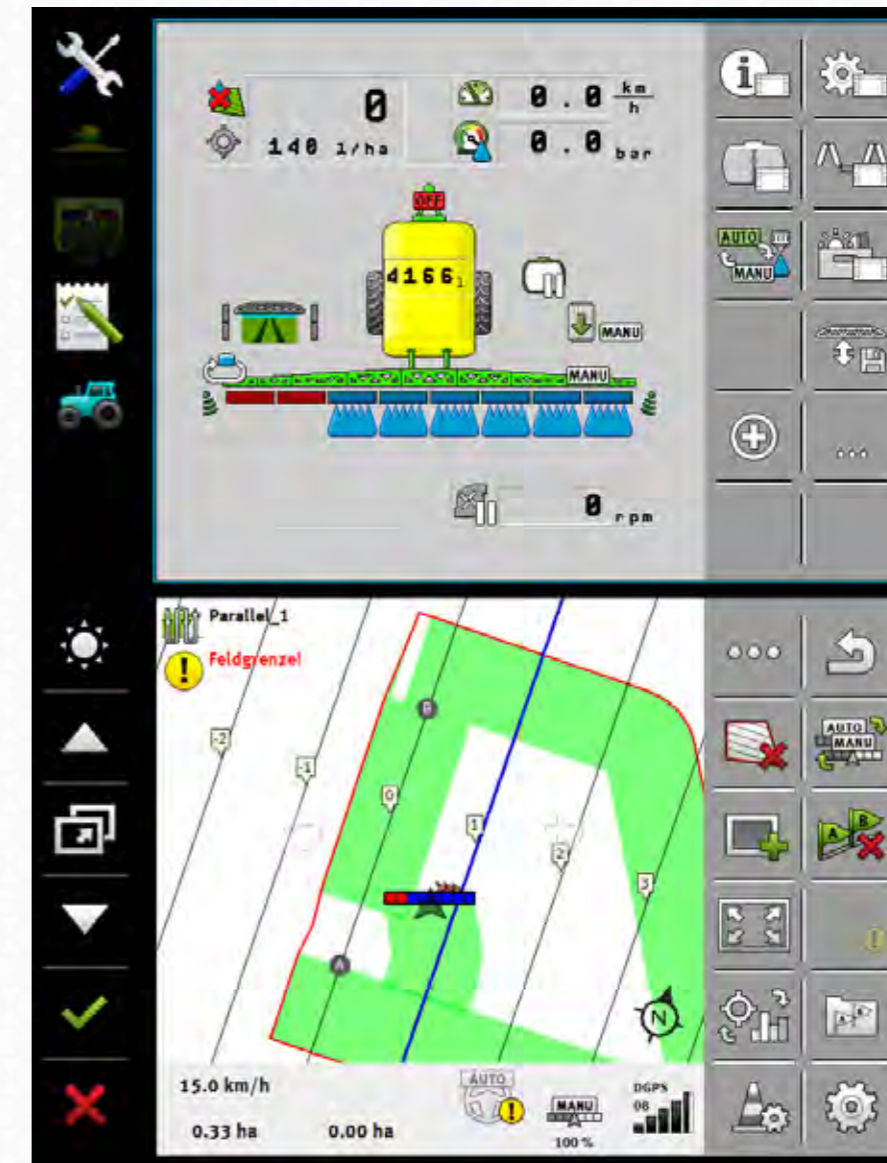 0
0.0 km/h
140 l/ha
0.0 bar
OFF
AUTO
MANU
4166 l
MANU
MANU
0 rpm
Parallel_1
Feldgrenze!
-2
-1
0
1
2
3
B
A
N
AUTO
MANU
A B
A B
15.0 km/h
AUTO
DGPS
08
MANU
0.33 ha
0.00 ha
100 %